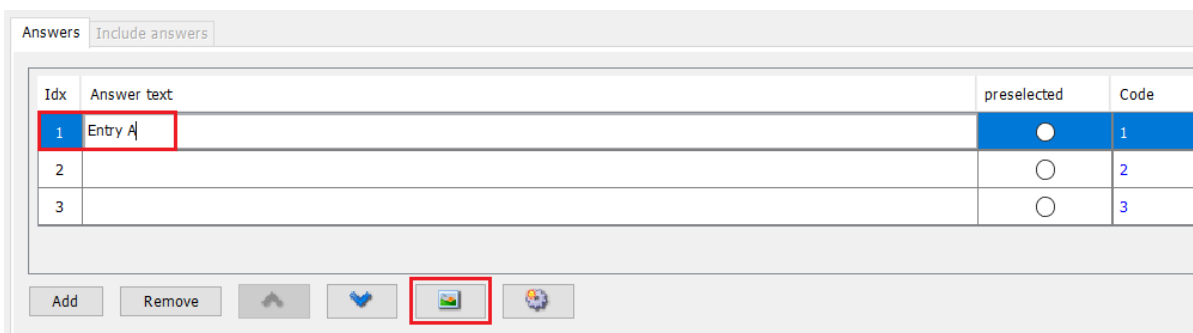 Answers Include answers
Idx Answer text preselected Code
1 Entry A 1
2 2
3 3
Add Remove